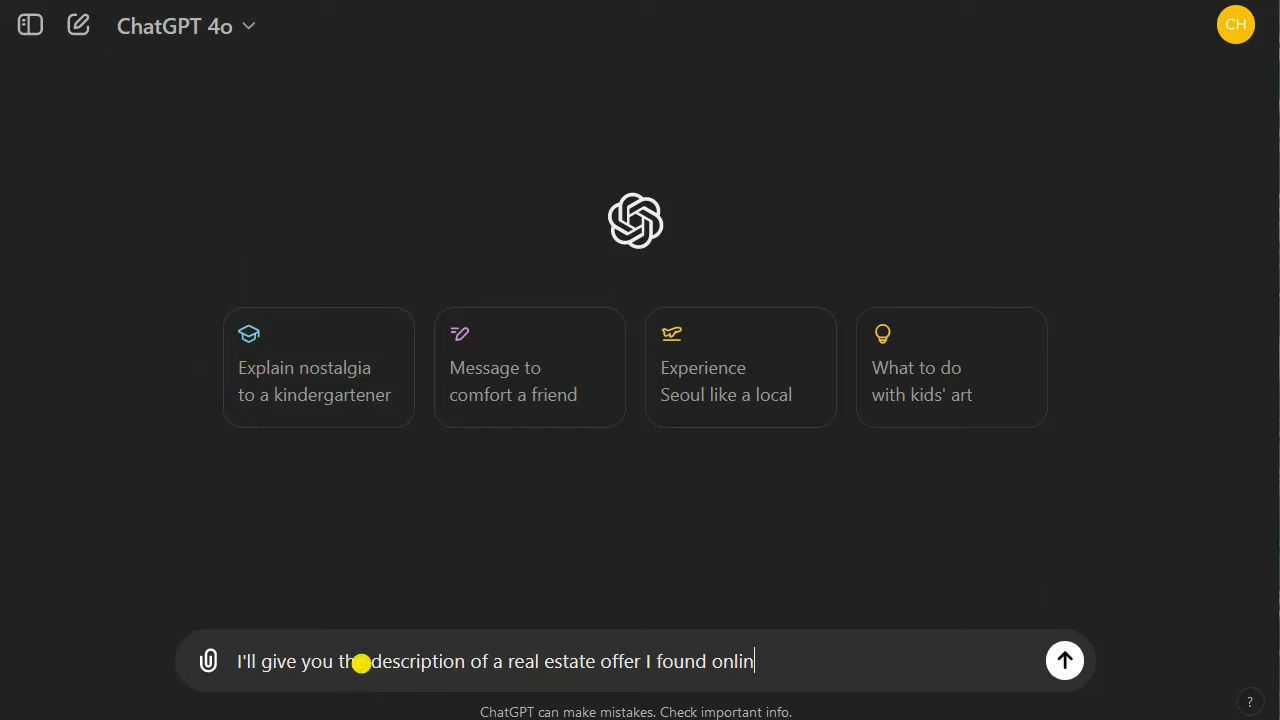 ChatGPT 4o
CH
Explain nostalgia
to a kindergartener
Message to
comfort a friend
Experience
Seoul like a local
What to do
with kids' art
I'll give you the description of a real estate offer I found onlin
ChatGPT can make mistakes. Check important info.
?